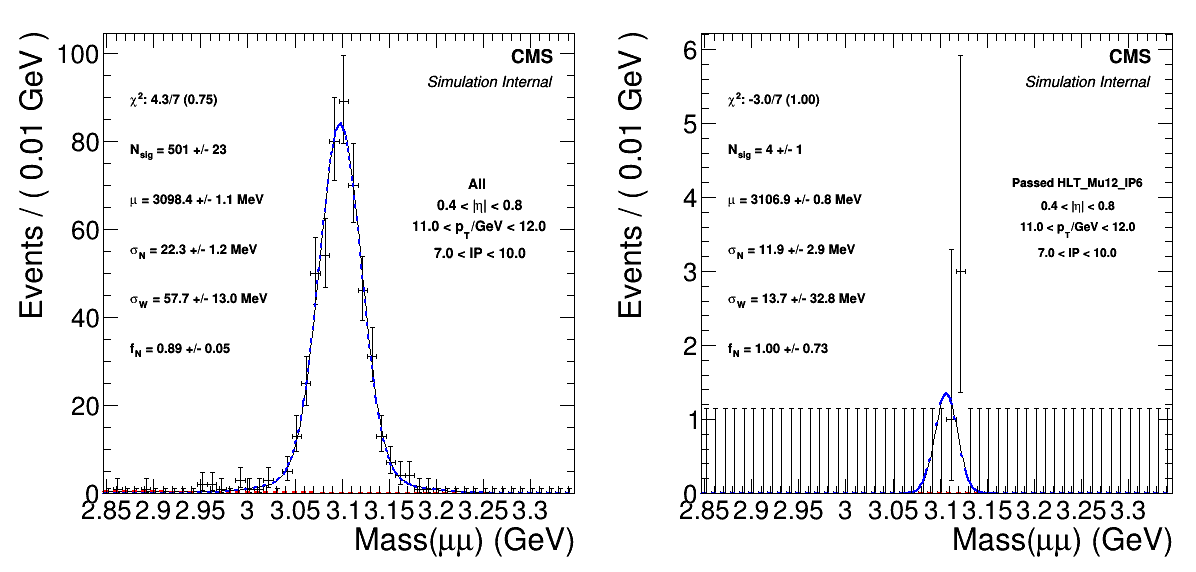 Events / ( 0.01 GeV )
100
80
60
40
20
0
CMS
Simulation Internal
χ²: 4.3/7 (0.75)
N_sig = 501 +/- 23
μ = 3098.4 +/- 1.1 MeV
σ_N = 22.3 +/- 1.2 MeV
σ_W = 57.7 +/- 13.0 MeV
f_N = 0.89 +/- 0.05
All
0.4 < |η| < 0.8
11.0 < p_T/GeV < 12.0
7.0 < IP < 10.0
2.85 2.9 2.95 3 3.05 3.1 3.15 3.2 3.25 3.3
Mass(μμ) (GeV)
Events / ( 0.01 GeV )
6
5
4
3
2
1
0
CMS
Simulation Internal
χ²: -3.0/7 (1.00)
N_sig = 4 +/- 1
μ = 3106.9 +/- 0.8 MeV
σ_N = 11.9 +/- 2.9 MeV
σ_W = 13.7 +/- 32.8 MeV
f_N = 1.00 +/- 0.73
Passed HLT_Mu12_IP6
0.4 < |η| < 0.8
11.0 < p_T/GeV < 12.0
7.0 < IP < 10.0
2.85 2.9 2.95 3 3.05 3.1 3.15 3.2 3.25 3.3
Mass(μμ) (GeV)